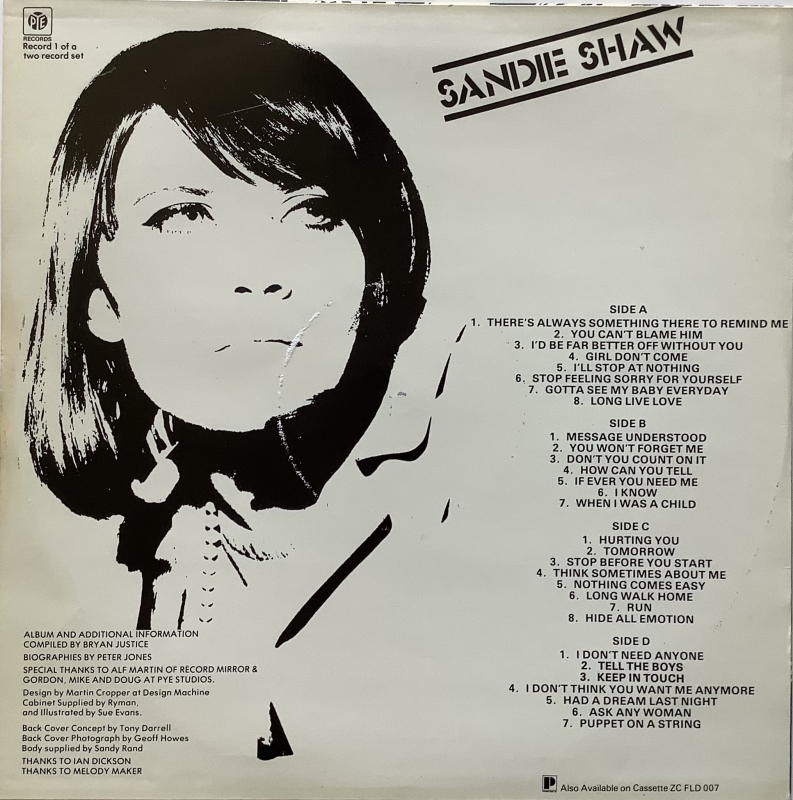 PYE
RECORDS
Record 1 of a
two record set
SANDIE SHAW
SIDE A
1. THERE'S ALWAYS SOMETHING THERE TO REMIND ME
2. YOU CAN'T BLAME HIM
3. I'D BE FAR BETTER OFF WITHOUT YOU
4. GIRL DON'T COME
5. I'LL STOP AT NOTHING
6. STOP FEELING SORRY FOR YOURSELF
7. GOTTA SEE MY BABY EVERYDAY
8. LONG LIVE LOVE
SIDE B
1. MESSAGE UNDERSTOOD
2. YOU WON'T FORGET ME
3. DON'T YOU COUNT ON IT
4. HOW CAN YOU TELL
5. IF EVER YOU NEED ME
6. I KNOW
7. WHEN I WAS A CHILD
SIDE C
1. HURTING YOU
2. TOMORROW
3. STOP BEFORE YOU START
4. THINK SOMETIMES ABOUT ME
5. NOTHING COMES EASY
6. LONG WALK HOME
7. RUN
8. HIDE ALL EMOTION
SIDE D
1. I DON'T NEED ANYONE
2. TELL THE BOYS
3. KEEP IN TOUCH
4. I DON'T THINK YOU WANT ME ANYMORE
5. HAD A DREAM LAST NIGHT
6. ASK ANY WOMAN
7. PUPPET ON A STRING
ALBUM AND ADDITIONAL INFORMATION
COMPILED BY BRYAN JUSTICE
BIOGRAPHIES BY PETER JONES
SPECIAL THANKS TO ALF MARTIN OF RECORD MIRROR &
GORDON, MIKE AND DOUG AT PYE STUDIOS.
Design by Martin Cropper at Design Machine
Cabinet Supplied by Ryman,
and Illustrated by Sue Evans.
Back Cover Concept by Tony Darrell
Back Cover Photograph by Geoff Howes
Body supplied by Sandy Rand
THANKS TO IAN DICKSON
THANKS TO MELODY MAKER
Also Available on Cassette ZC FLD 007